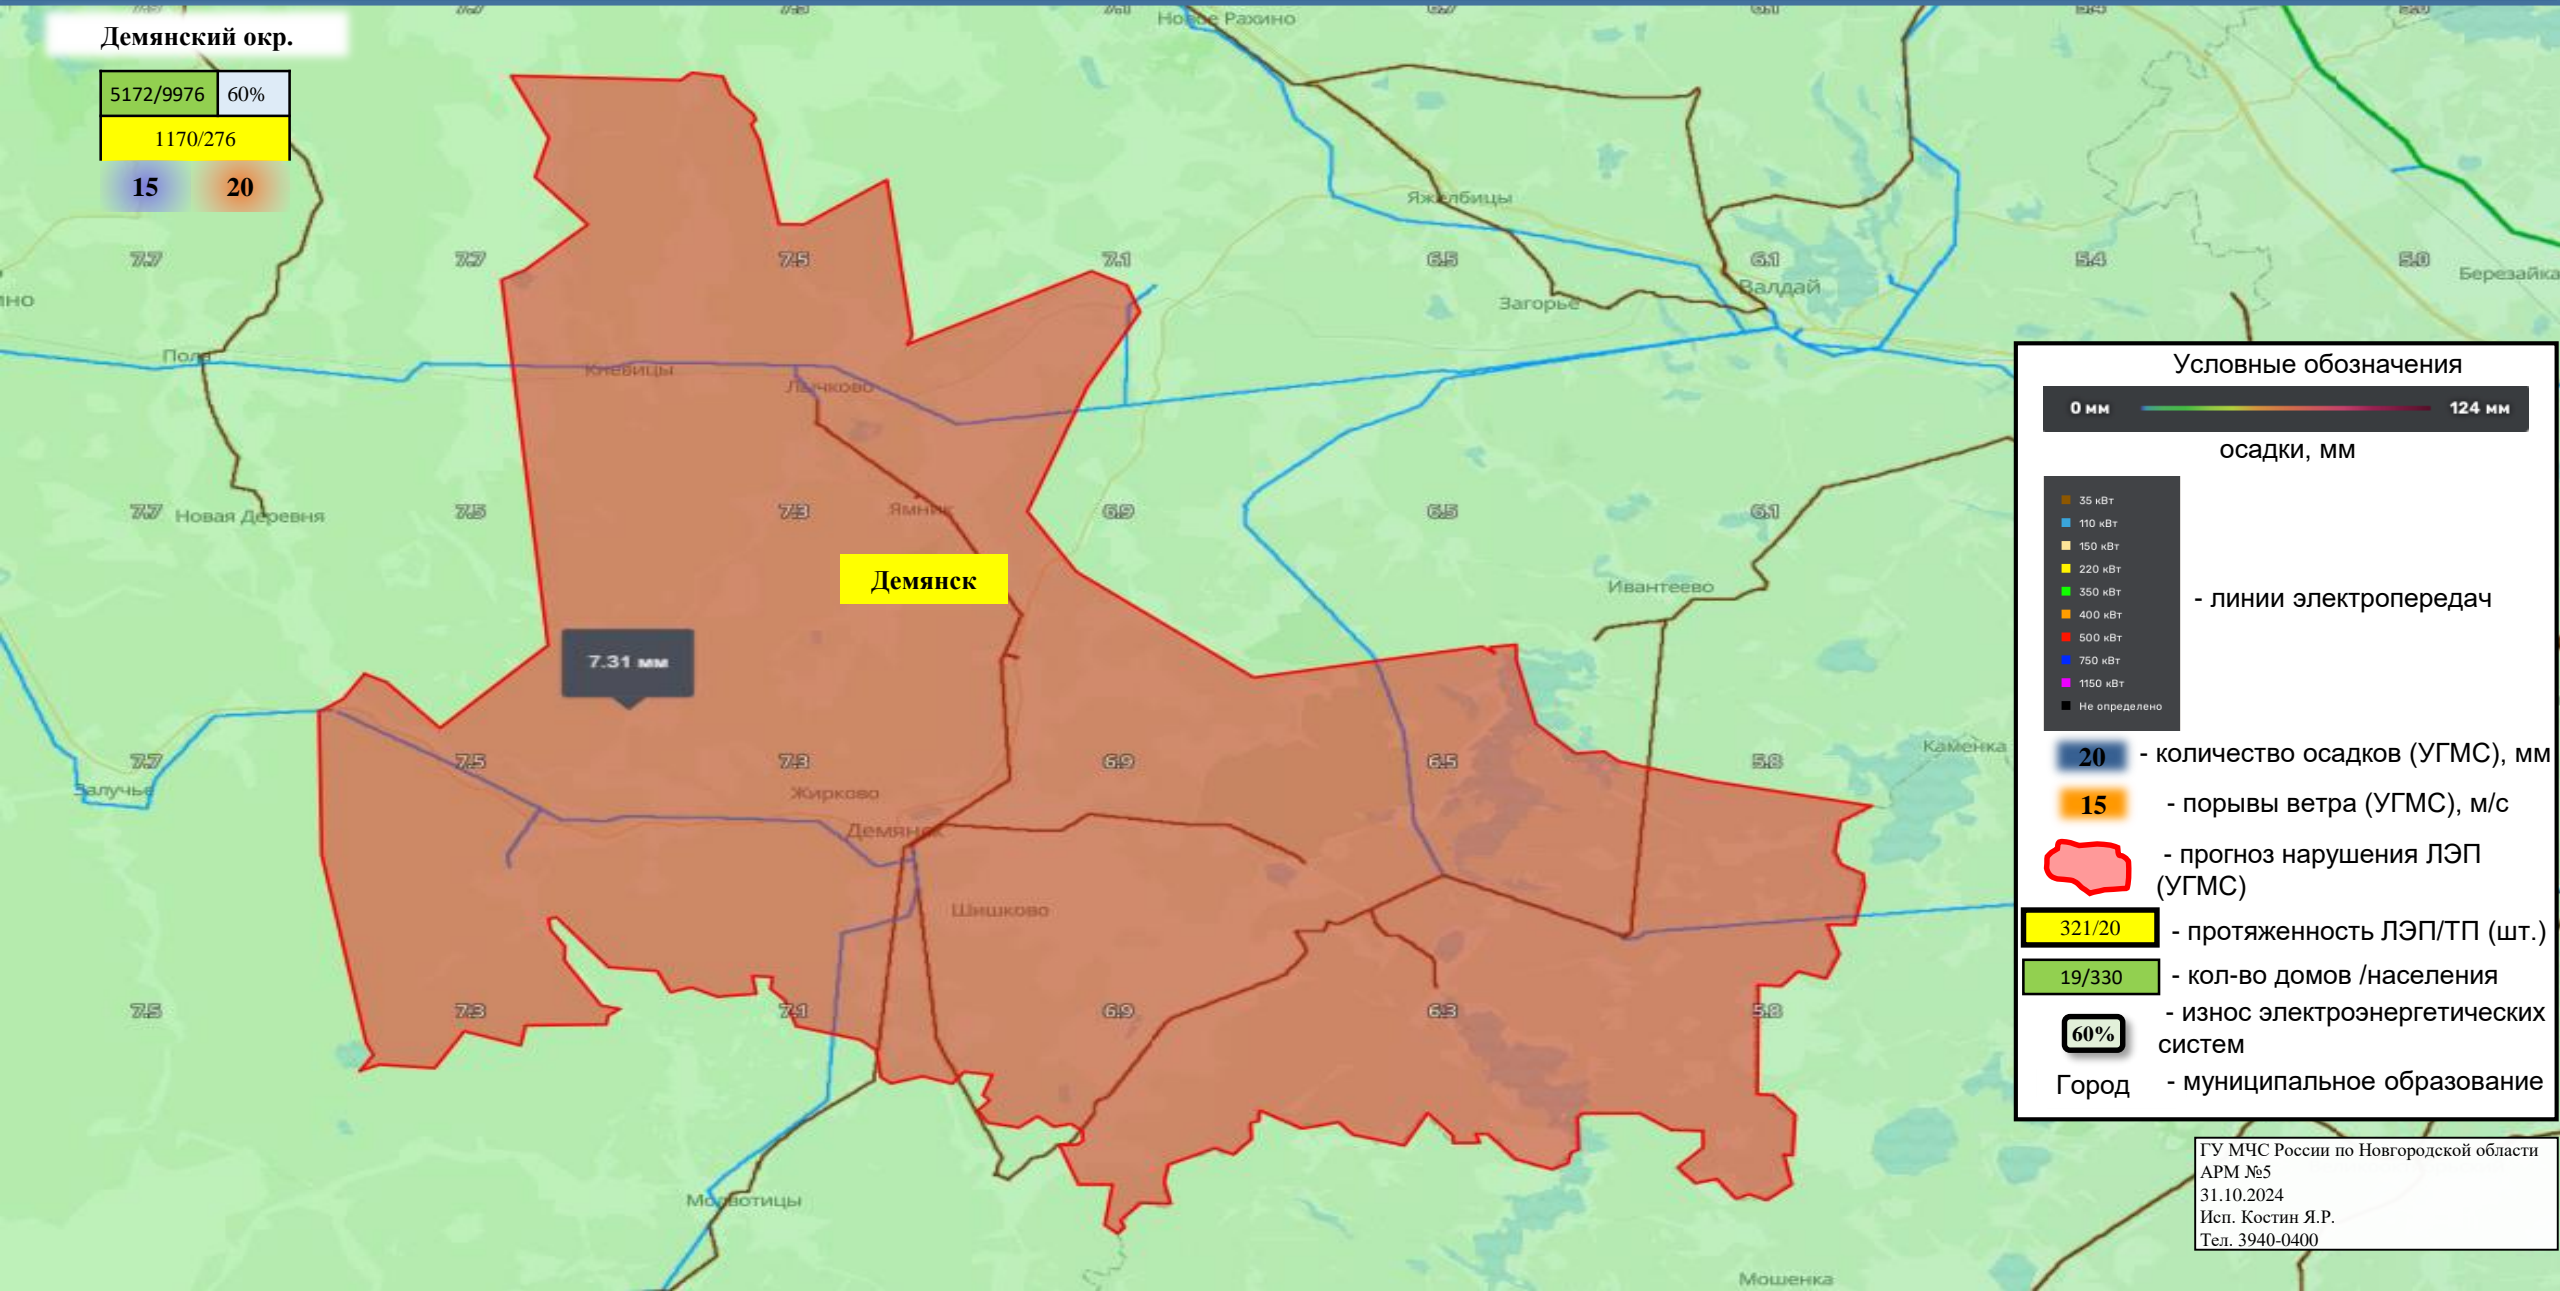 Демянский окр.
5172/9976 60%
1170/276
15 20
Новое Рахино
Яжелбицы
7.7 7.7 7.5 7.1 6.5 6.1 5.4 5.0
Березайка
Валдай
Загорье
Пола
Кневицы
Лычково
7.7 7.5 7.3 6.9 6.5 6.1
Новая Деревня
Ямник
Демянск
Ивантеево
7.31 мм
7.7 7.5 7.3 6.9 6.5 5.8
Каменка
Залучье
Жирково
Демянск
Шишково
7.5 7.3 7.1 6.9 6.3 5.8
Молвотицы
Мошенка
Условные обозначения
0 мм 124 мм
осадки, мм
35 кВт
110 кВт
150 кВт
220 кВт
350 кВт
400 кВт
500 кВт
750 кВт
1150 кВт
Не определено
- линии электропередач
20 - количество осадков (УГМС), мм
15 - порывы ветра (УГМС), м/с
- прогноз нарушения ЛЭП
(УГМС)
321/20 - протяженность ЛЭП/ТП (шт.)
19/330 - кол-во домов /населения
60% - износ электроэнергетических
систем
Город - муниципальное образование
ГУ МЧС России по Новгородской области
АРМ №5
31.10.2024
Исп. Костин Я.Р.
Тел. 3940-0400